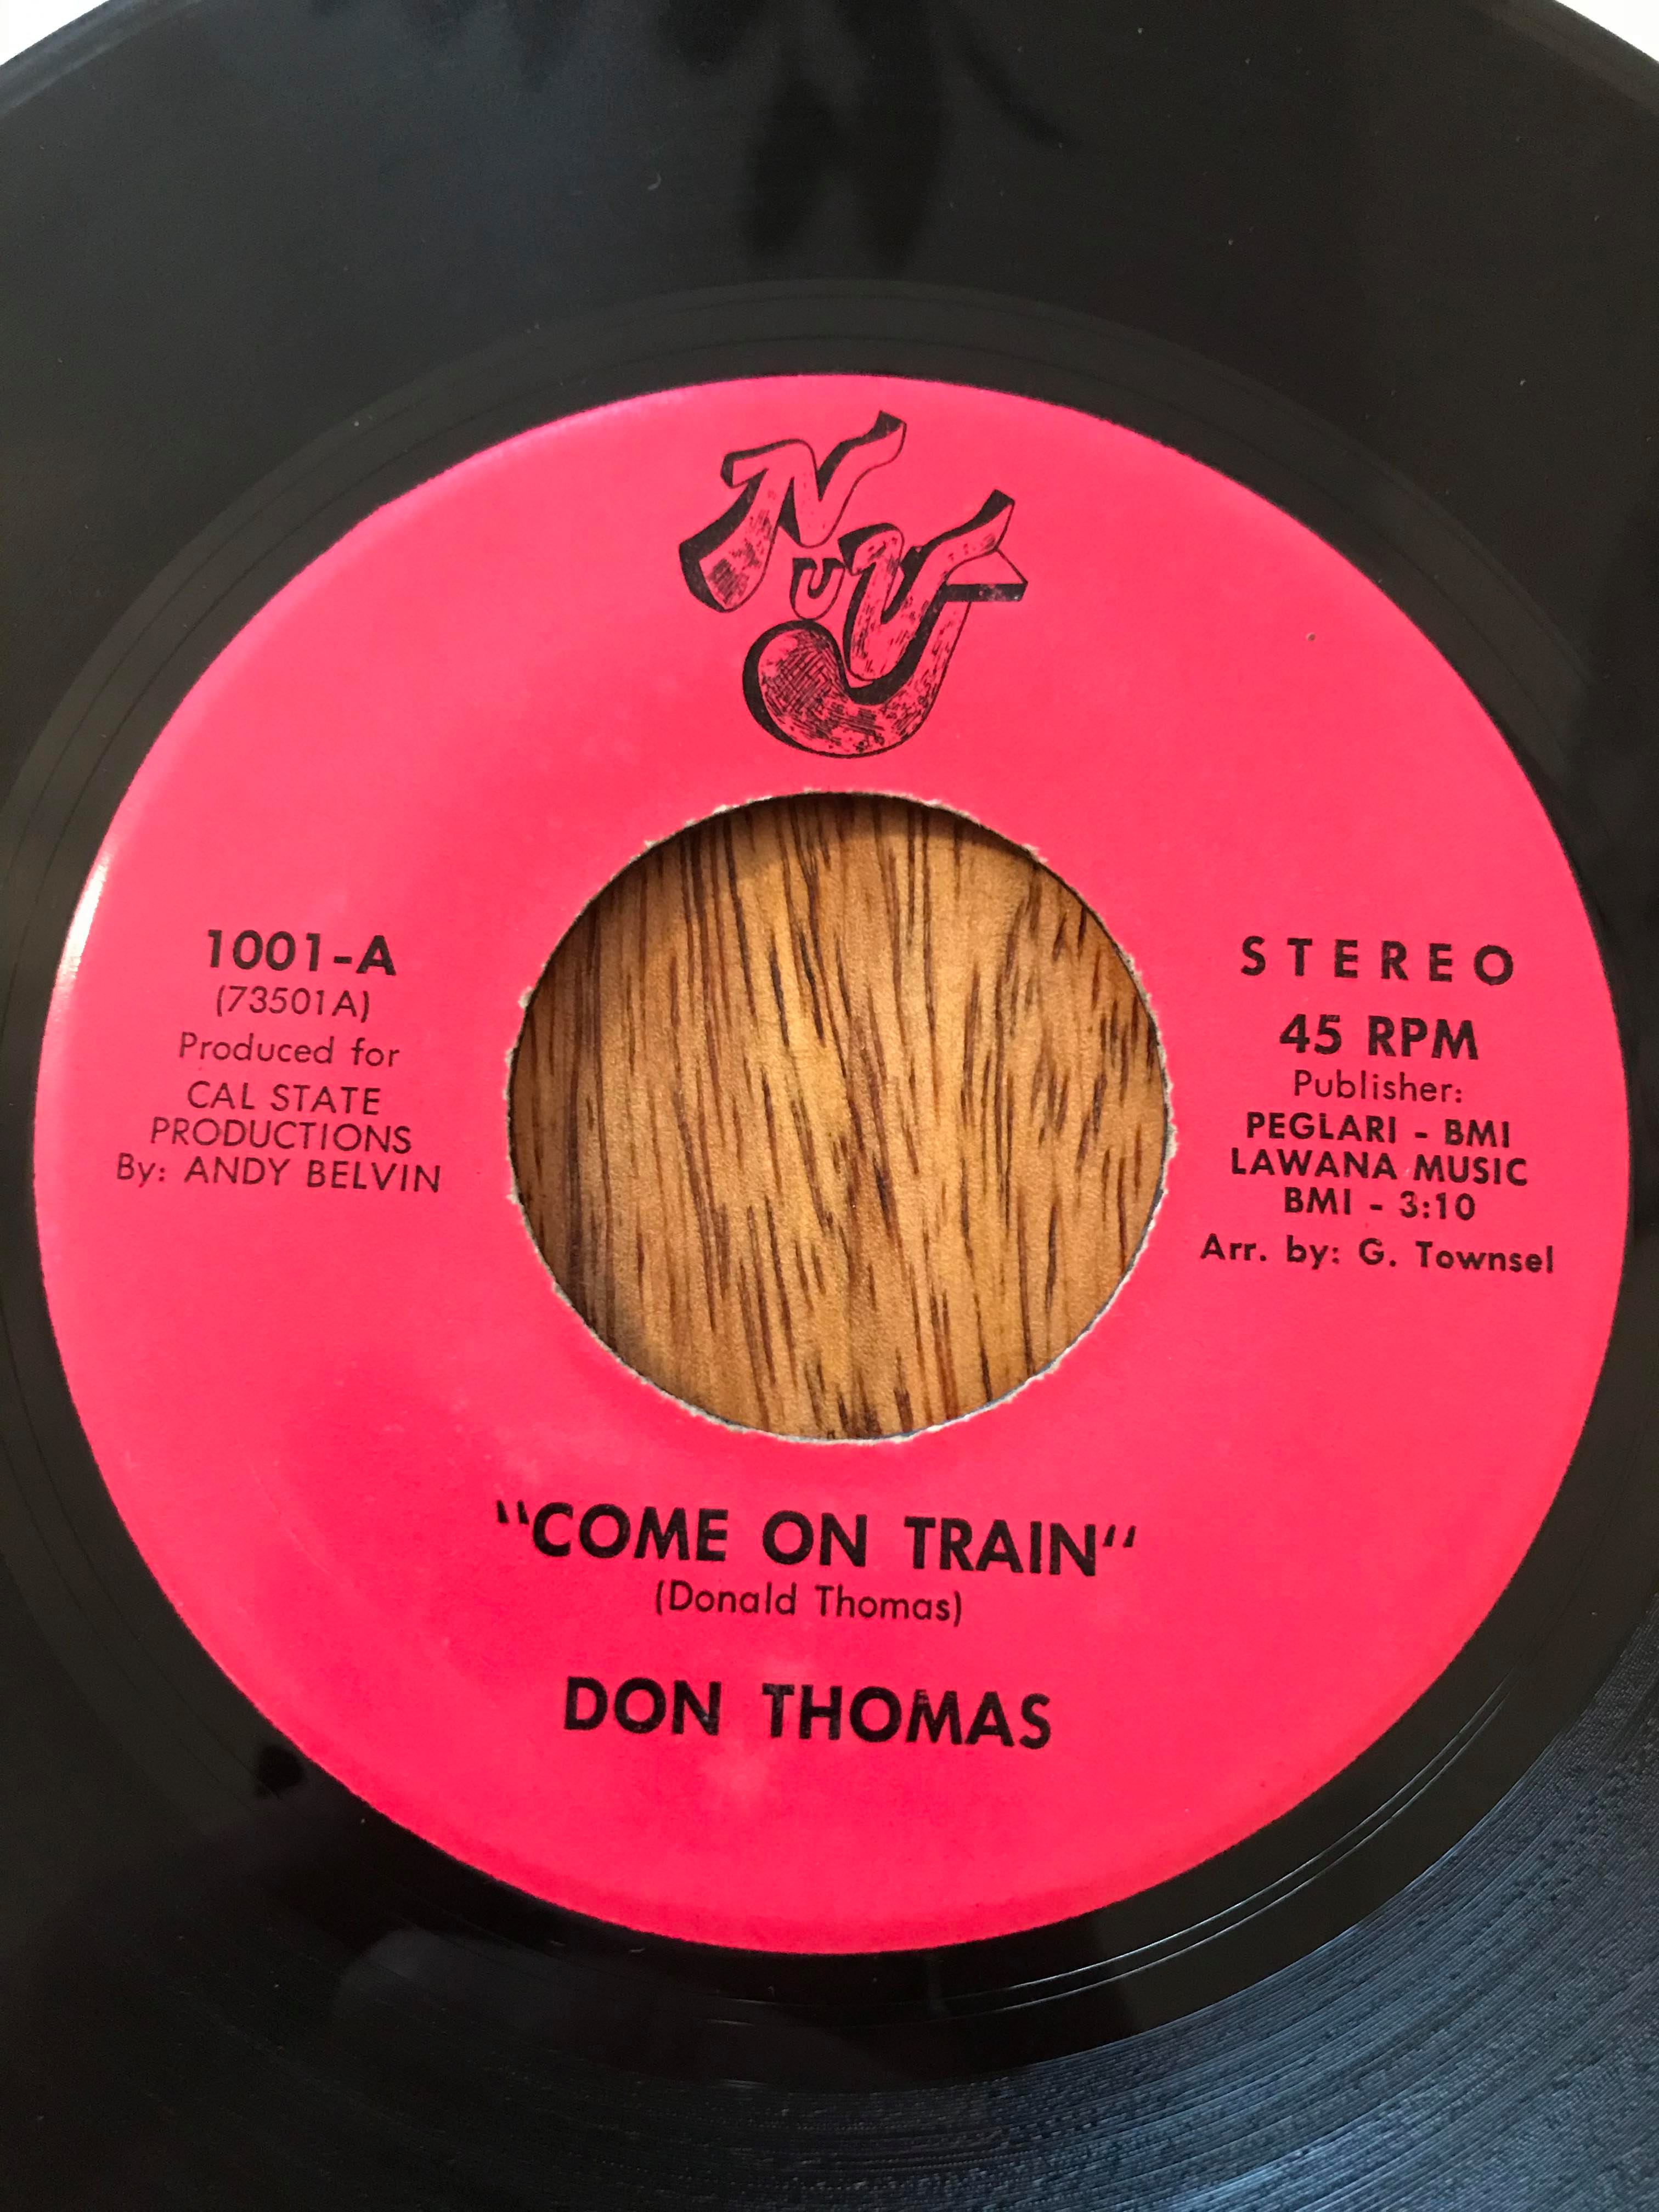 NUVJ
1001-A
(73501A)
Produced for
CAL STATE
PRODUCTIONS
By: ANDY BELVIN
STEREO
45 RPM
Publisher:
PEGLARI - BMI
LAWANA MUSIC
BMI - 3:10
Arr. by: G. Townsel
"COME ON TRAIN"
(Donald Thomas)
DON THOMAS